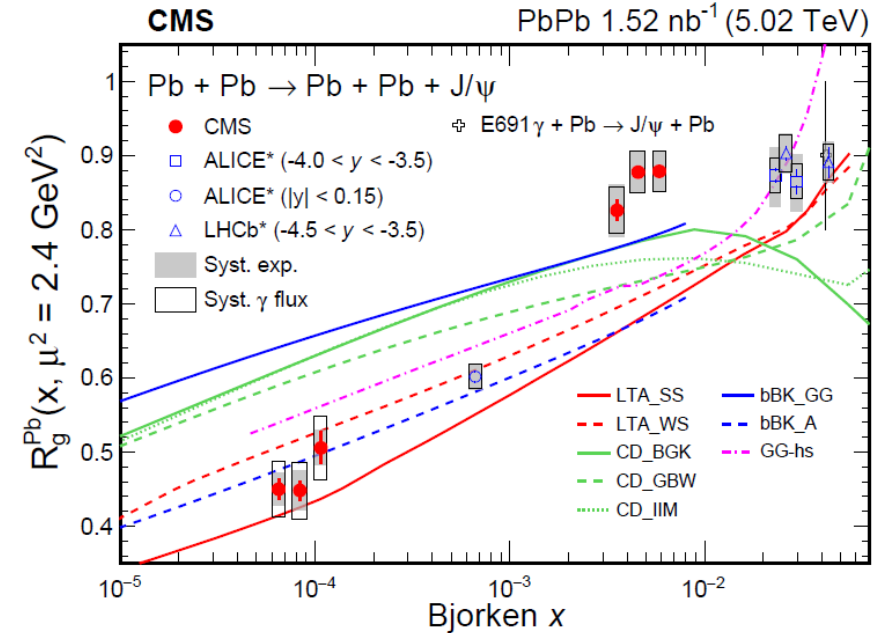 CMS PbPb 1.52 nb⁻¹ (5.02 TeV)
Pb + Pb → Pb + Pb + J/ψ
CMS
E691 γ + Pb → J/ψ + Pb
ALICE* (-4.0 < y < -3.5)
ALICE* (|y| < 0.15)
LHCb* (-4.5 < y < -3.5)
Syst. exp.
Syst. γ flux
LTA_SS
LTA_WS
CD_BGK
CD_GBW
CD_IIM
bBK_GG
bBK_A
GG-hs
1
0.9
0.8
0.7
0.6
0.5
0.4
R_g^Pb(x, μ² = 2.4 GeV²)
10⁻⁵ 10⁻⁴ 10⁻³ 10⁻²
Bjorken x